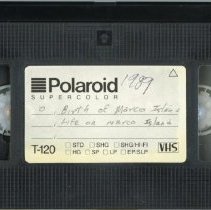 Polaroid 1989
SUPERCOLOR
Birth of Marco Island
Life on Marco Island
T-120 □ STD □ SHG □ SHG/HI-FI
□ HG □ SP □ LP □ EP.SLP VHS